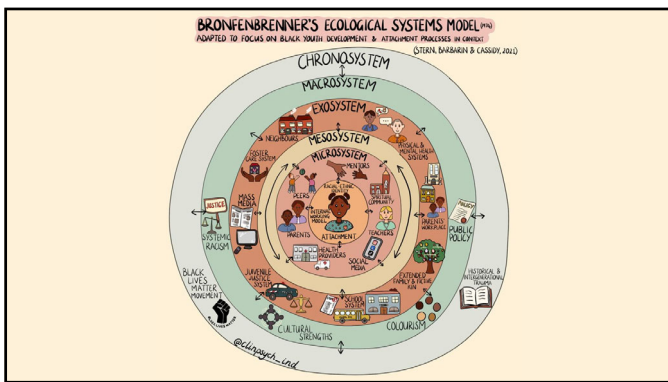 BRONFENBRENNER'S ECOLOGICAL SYSTEMS MODEL (1976)
ADAPTED TO FOCUS ON BLACK YOUTH DEVELOPMENT & ATTACHMENT PROCESSES IN CONTEXT
(STERN, BARBARIN & CASSIDY, 2021)
CHRONOSYSTEM
MACROSYSTEM
EXOSYSTEM
NEIGHBOURS
MESOSYSTEM
PHYSICAL &
MENTAL HEALTH
SYSTEMS
FOSTER
CARE SYSTEM
MICROSYSTEM
MENTORS
PEERS
RACIAL-ETHNIC
IDENTITY
SPIRITUAL
COMMUNITY
MASS
MEDIA
INTERNAL
WORKING
MODEL
PARENTS
ATTACHMENT
TEACHERS
PARENTS'
WORKPLACE
JUSTICE
SYSTEMIC
RACISM
POLICY
PUBLIC
POLICY
HEALTH
PROVIDERS
SOCIAL
MEDIA
BLACK
LIVES
MATTER
MOVEMENT
BLACK LIVES MATTER
JUVENILE
JUSTICE
SYSTEM
SCHOOL
SYSTEM
EXTENDED
FAMILY & FICTIVE
KIN
HISTORICAL &
INTERGENERATIONAL
TRAUMA
CULTURAL
STRENGTHS
COLOURISM
@clinpsych_ind